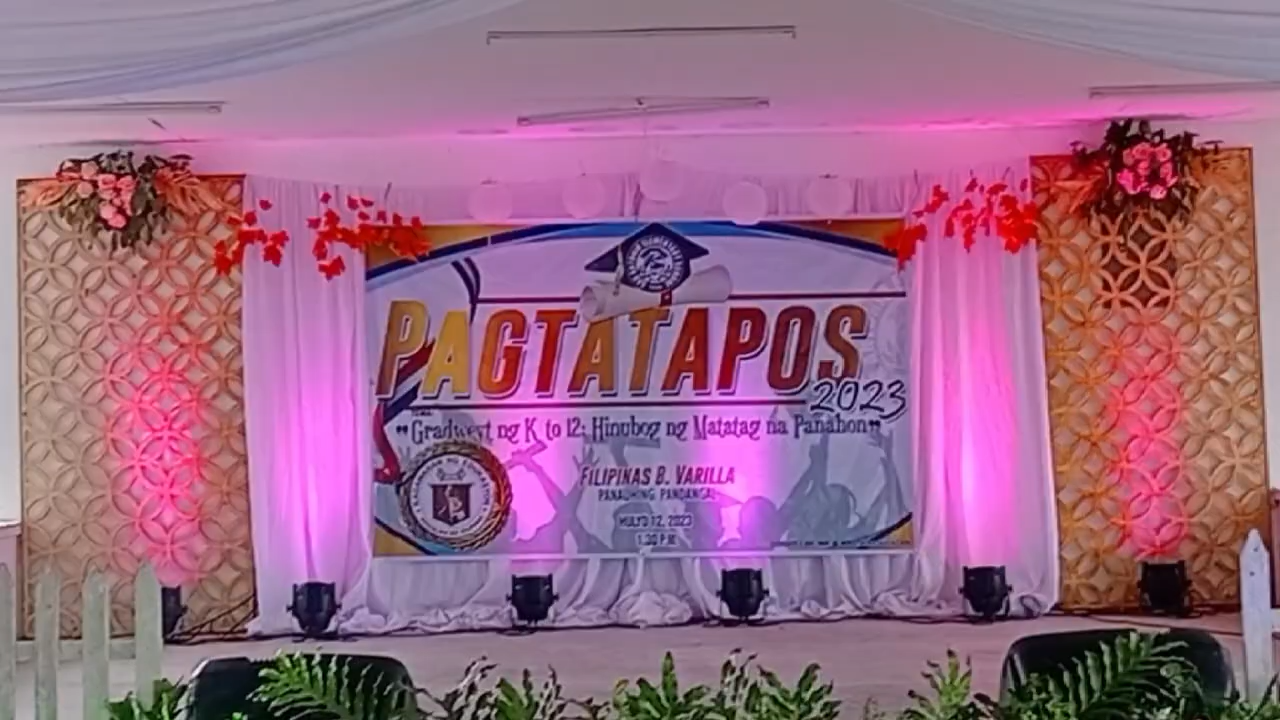 PAGTATAPOS
2023
TEMA:
"Gradweyt ng K to 12: Hinubog ng Matatag na Panahon"
FILIPINAS B. VARILLA
PANAUHING PANDANGAL
HULYO 12, 2023
1:30 P.M.